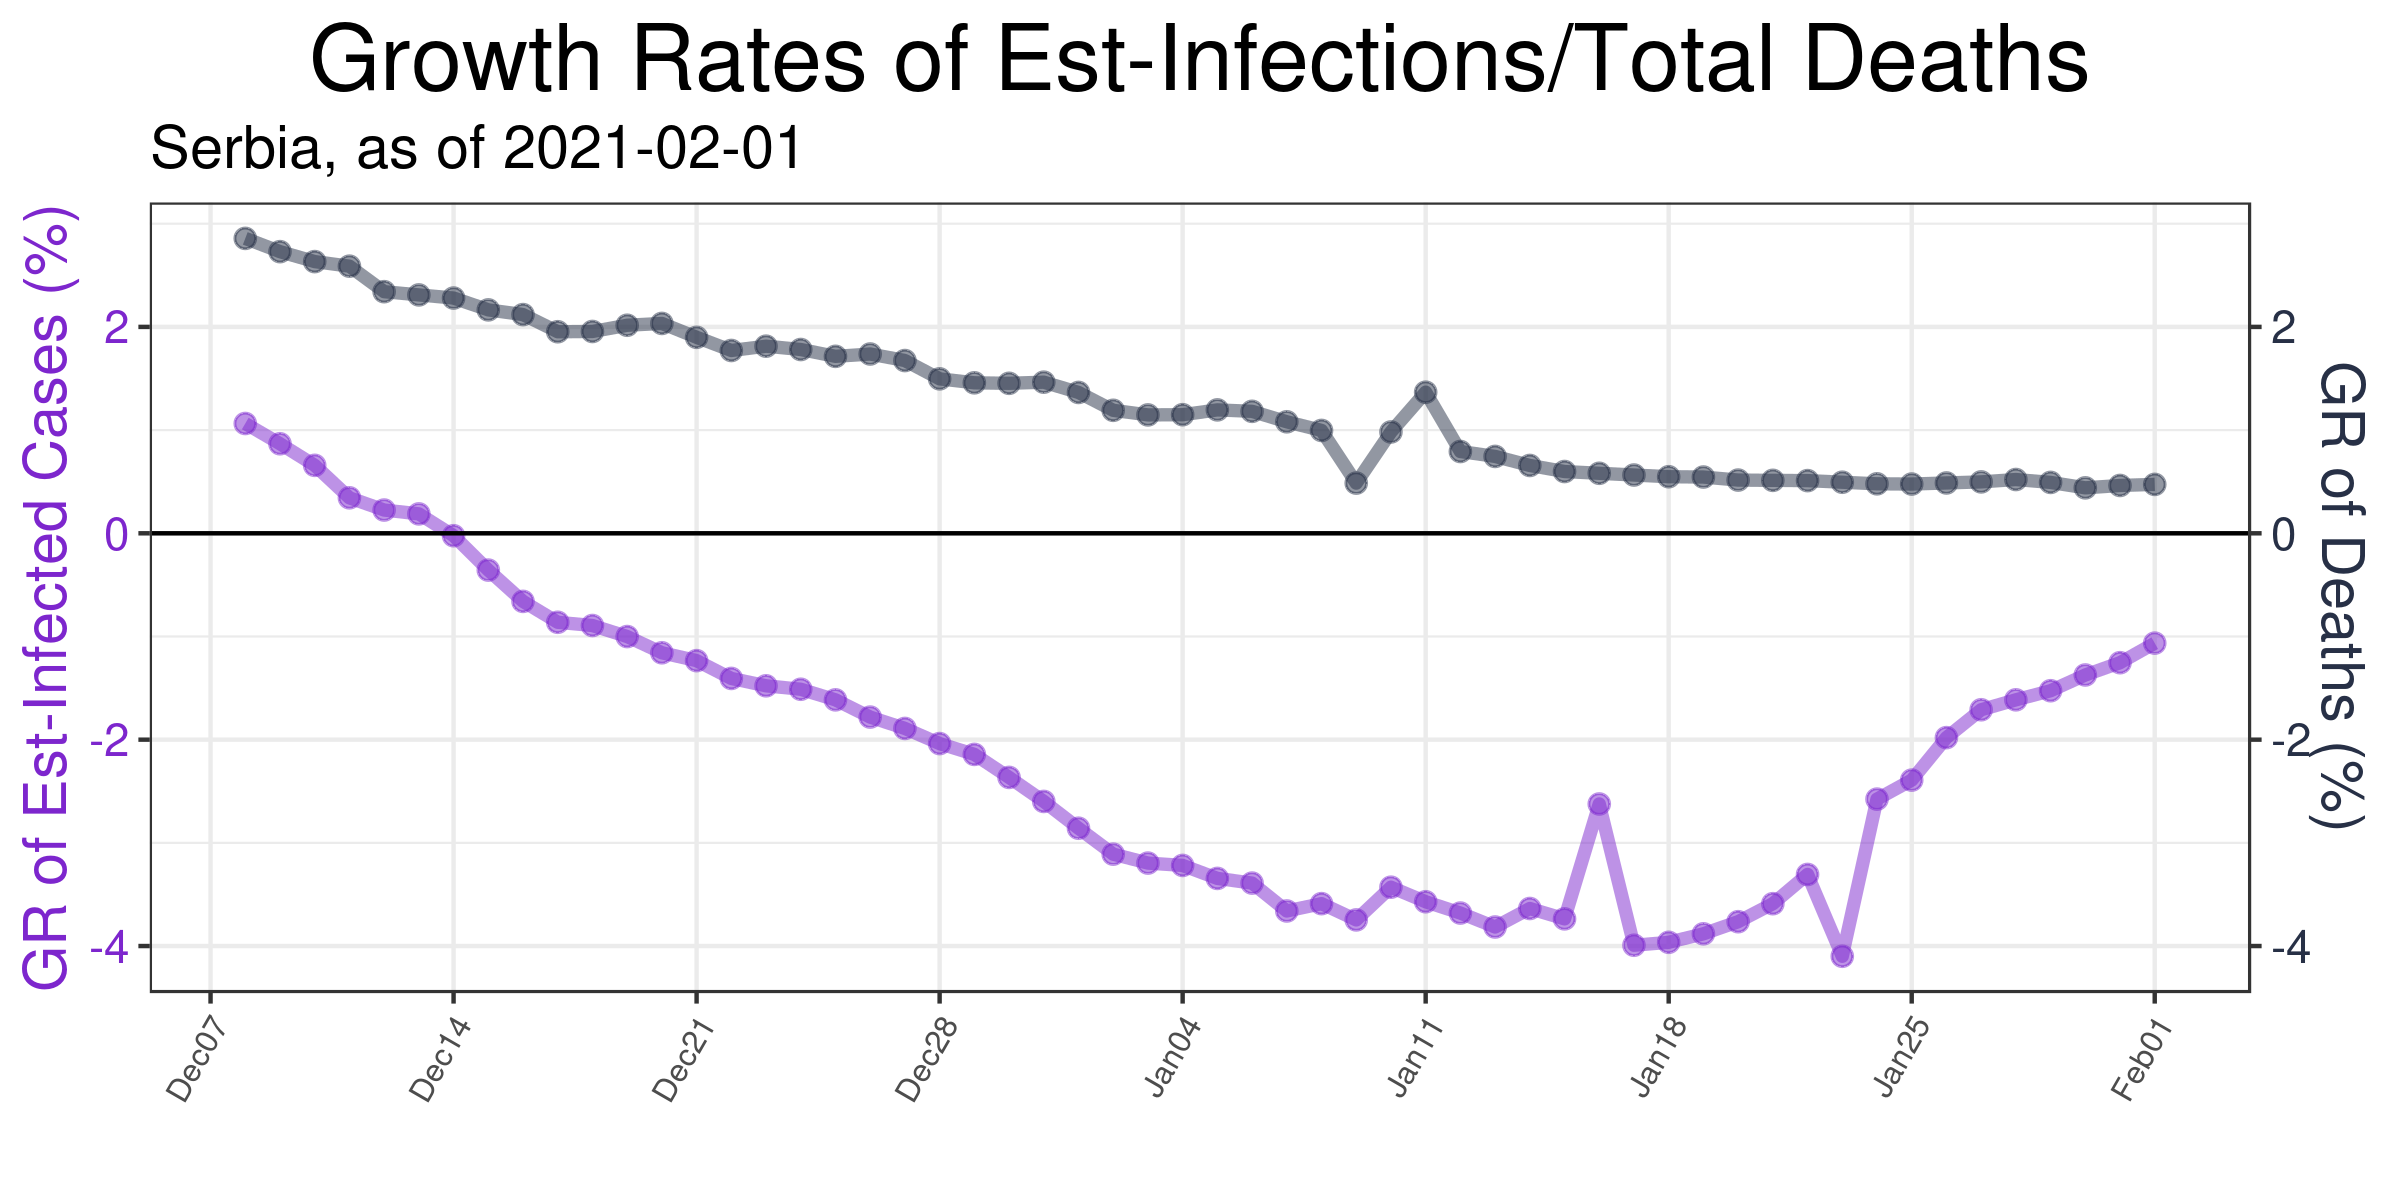 Growth Rates of Est-Infections/Total Deaths
Serbia, as of 2021-02-01
GR of Est-Infected Cases (%)
2
0
-2
-4
2
0
-2
-4
GR of Deaths (%)
Dec07
Dec14
Dec21
Dec28
Jan04
Jan11
Jan18
Jan25
Feb01